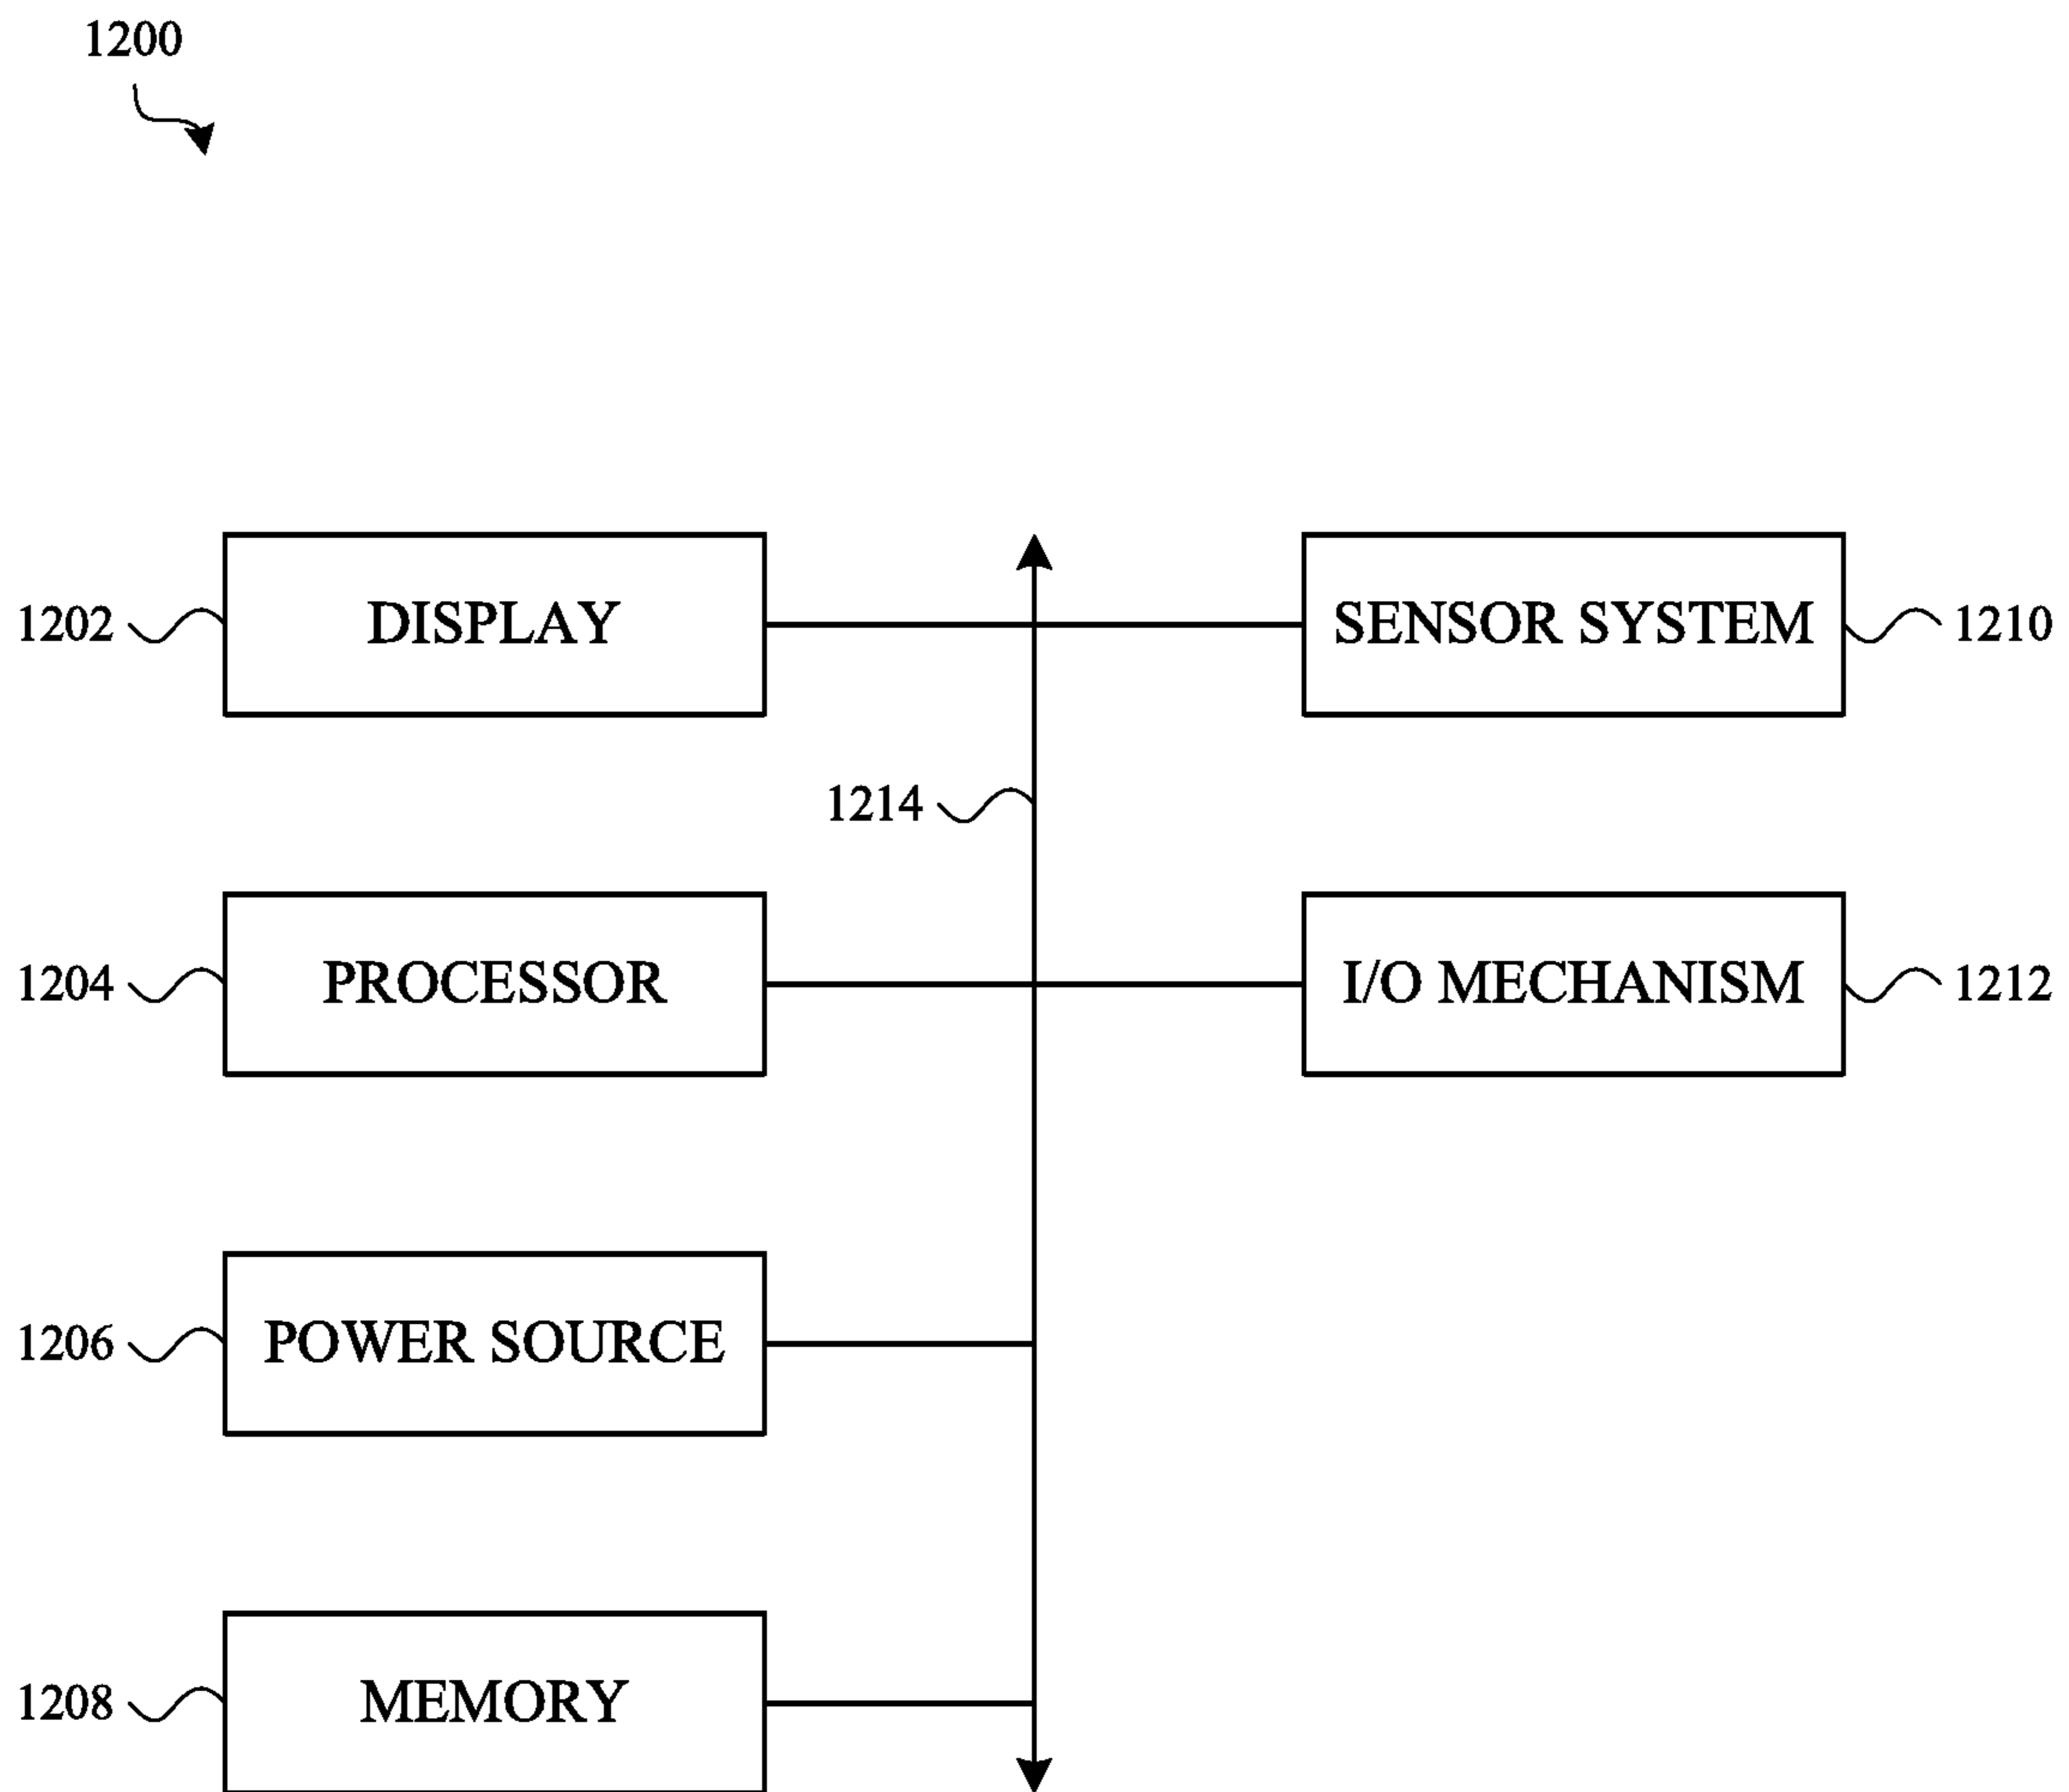 1200
1202 DISPLAY SENSOR SYSTEM 1210
1214
1204 PROCESSOR I/O MECHANISM 1212
1206 POWER SOURCE
1208 MEMORY